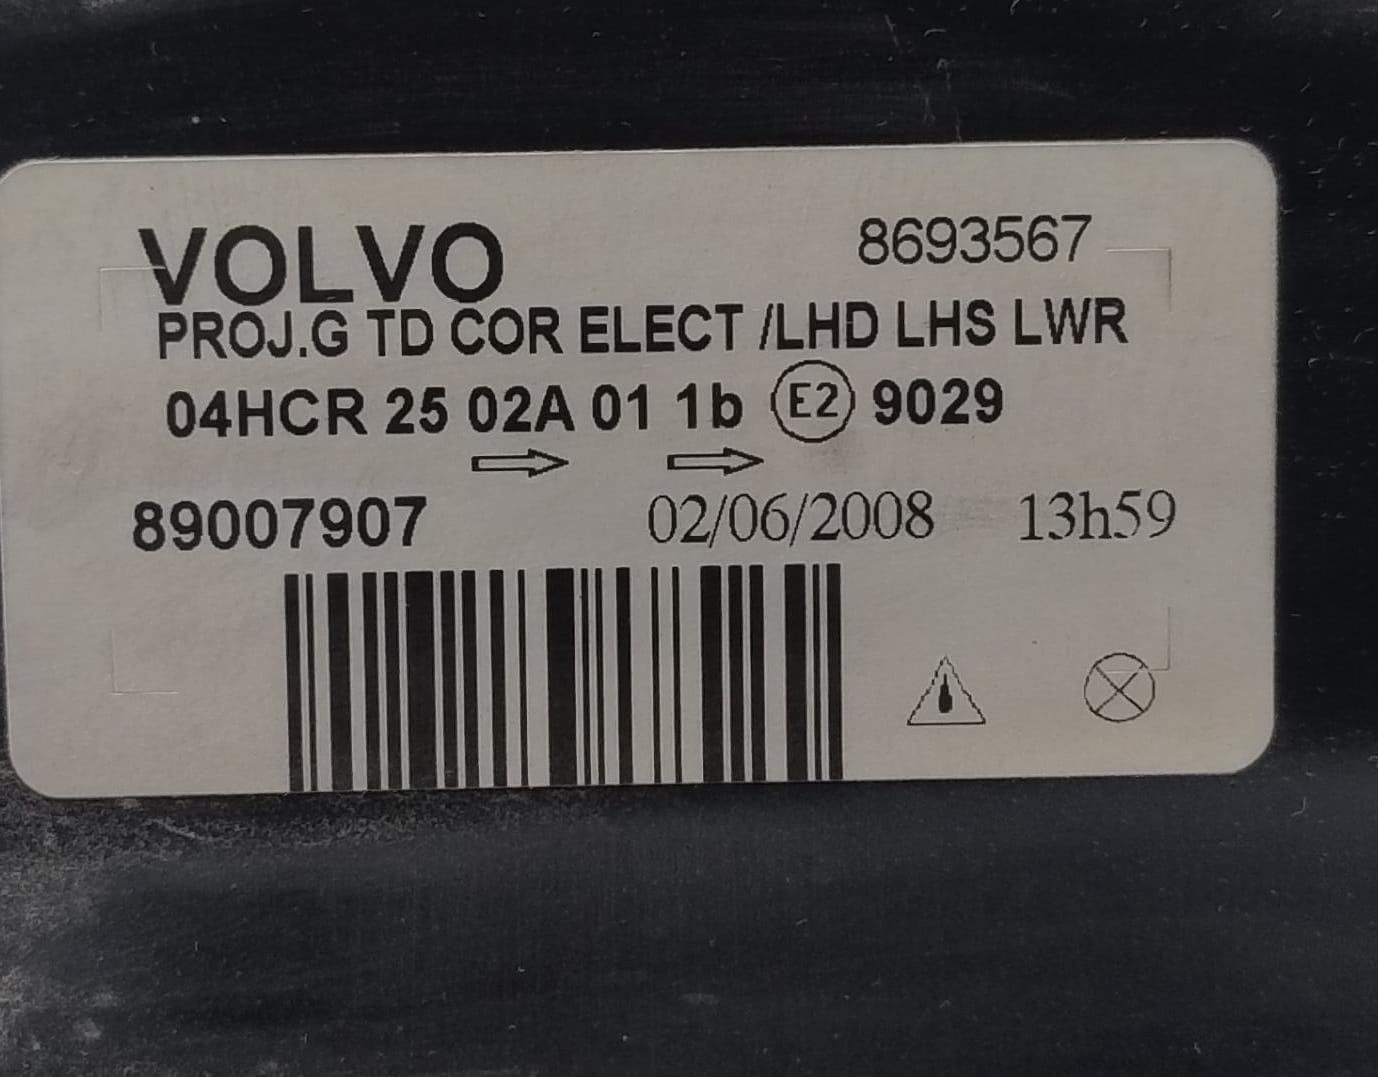 VOLVO 8693567
PROJ.G TD COR ELECT /LHD LHS LWR
04HCR 25 02A 01 1b E2 9029
89007907 02/06/2008 13h59